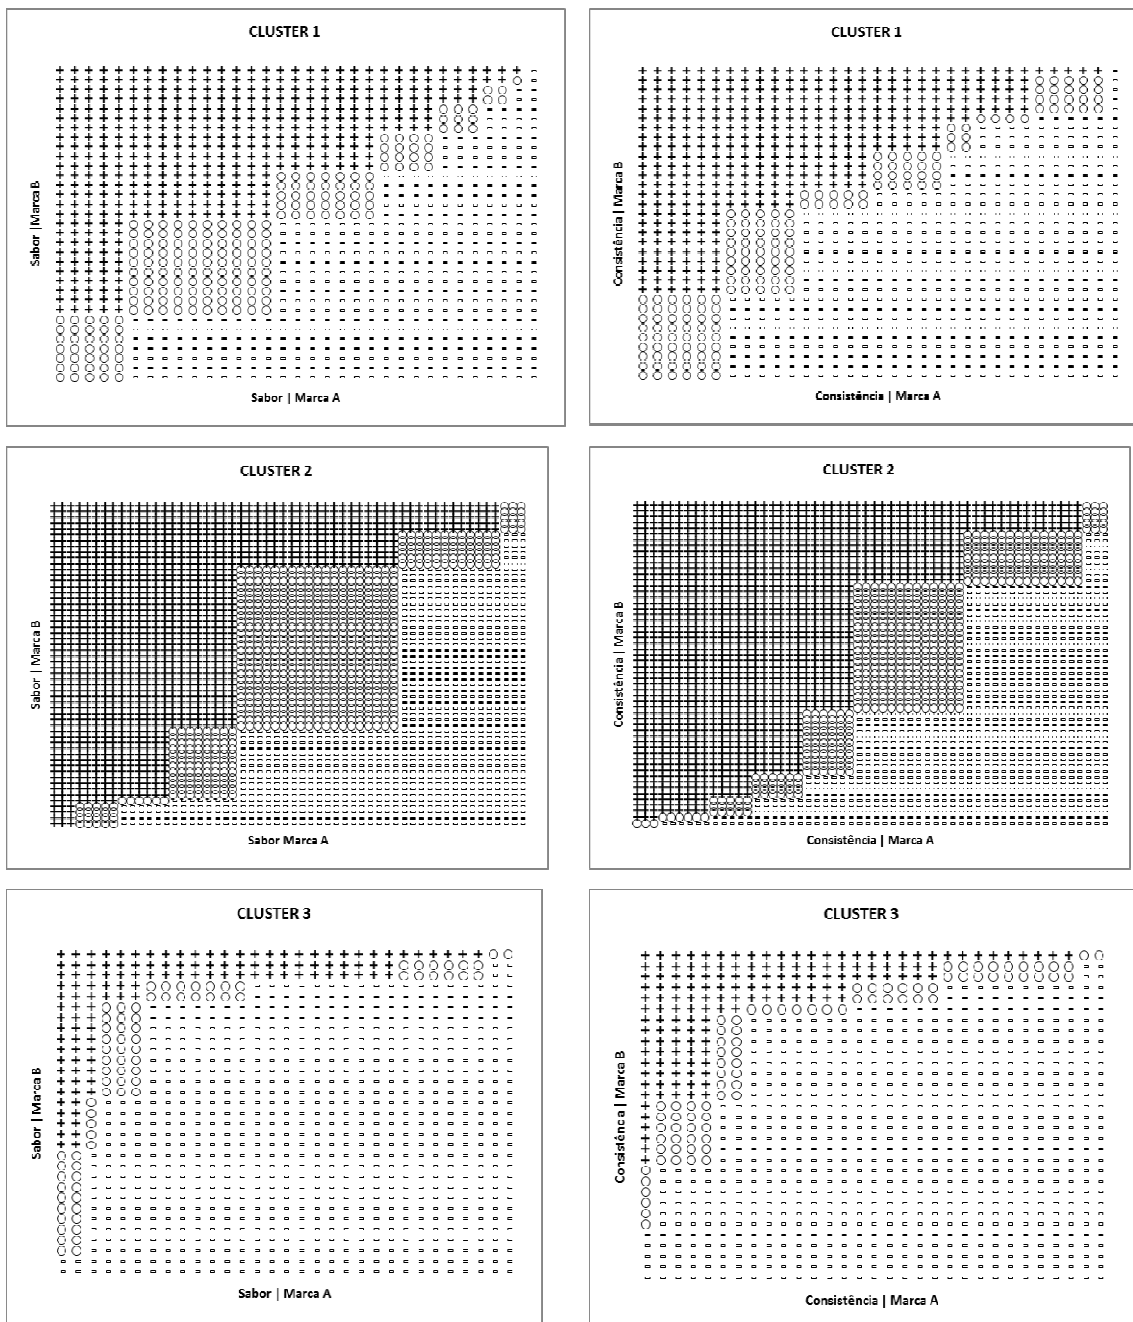 CLUSTER 1
Sabor | Marca B
Sabor | Marca A
CLUSTER 1
Consistência | Marca B
Consistência | Marca A
CLUSTER 2
Sabor | Marca B
Sabor Marca A
CLUSTER 2
Consistência | Marca B
Consistência | Marca A
CLUSTER 3
Sabor | Marca B
Sabor | Marca A
CLUSTER 3
Consistência | Marca B
Consistência | Marca A